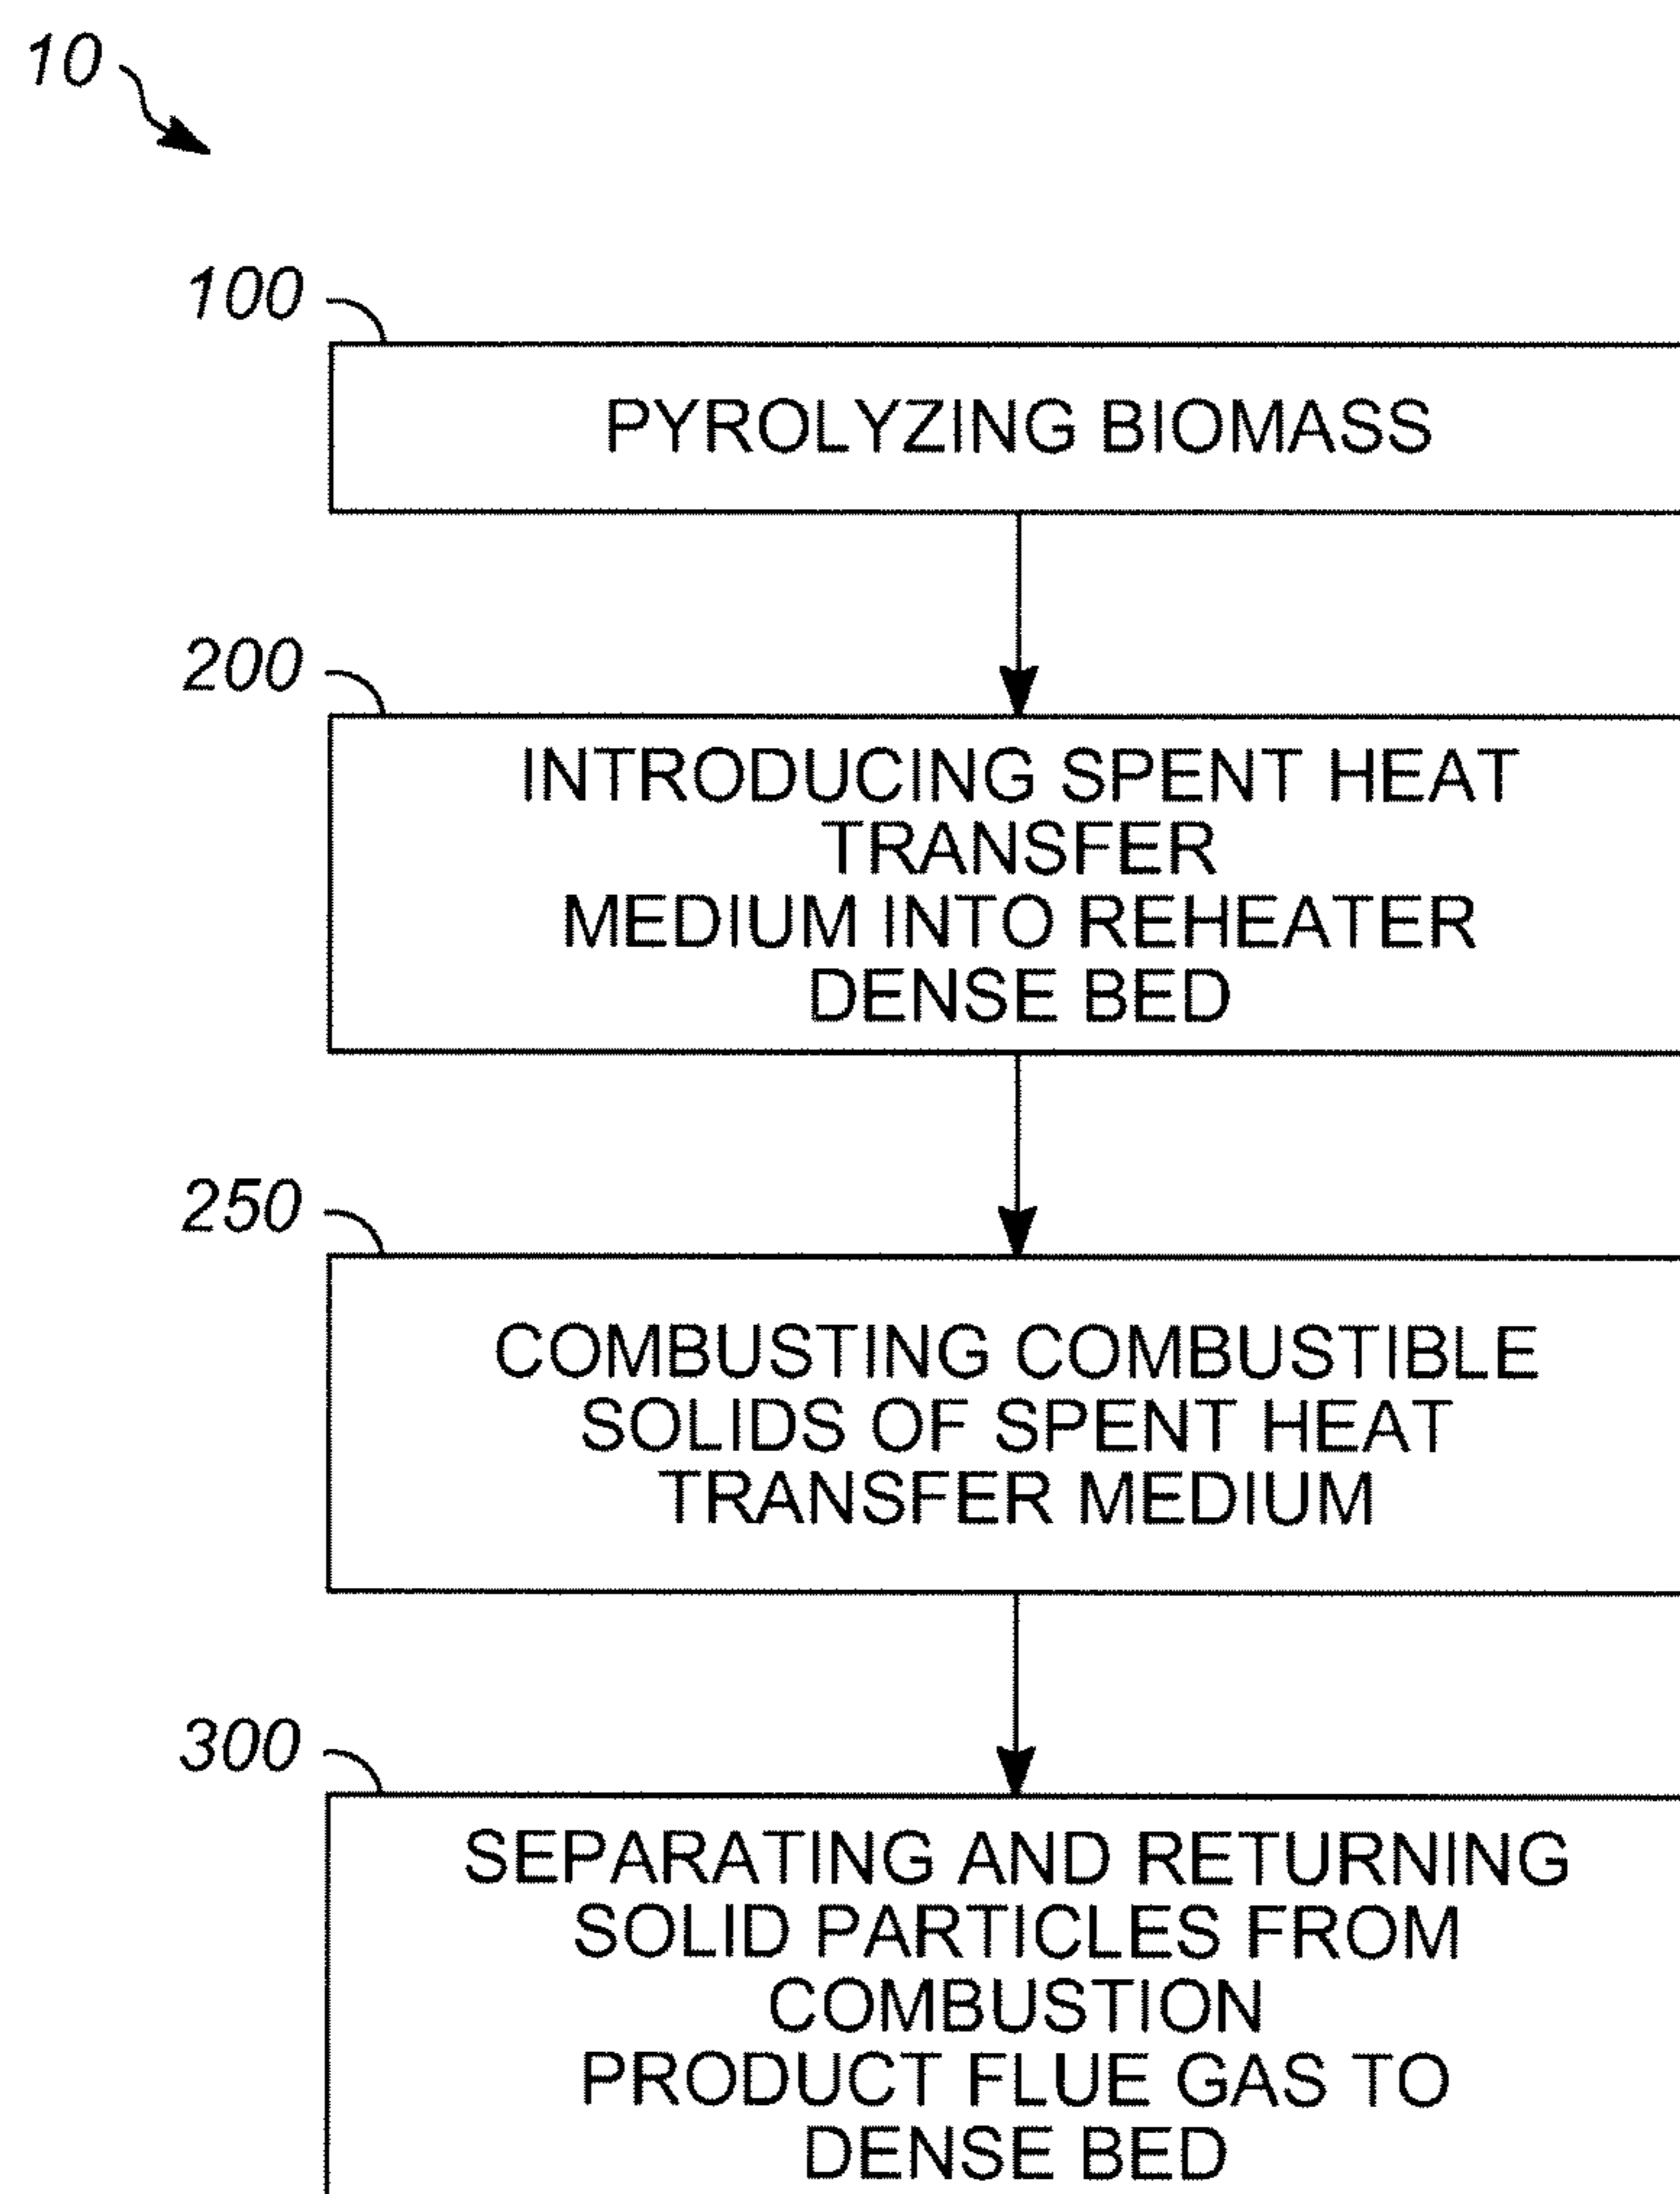 10
100
PYROLYZING BIOMASS
200
INTRODUCING SPENT HEAT
TRANSFER
MEDIUM INTO REHEATER
DENSE BED
250
COMBUSTING COMBUSTIBLE
SOLIDS OF SPENT HEAT
TRANSFER MEDIUM
300
SEPARATING AND RETURNING
SOLID PARTICLES FROM
COMBUSTION
PRODUCT FLUE GAS TO
DENSE BED